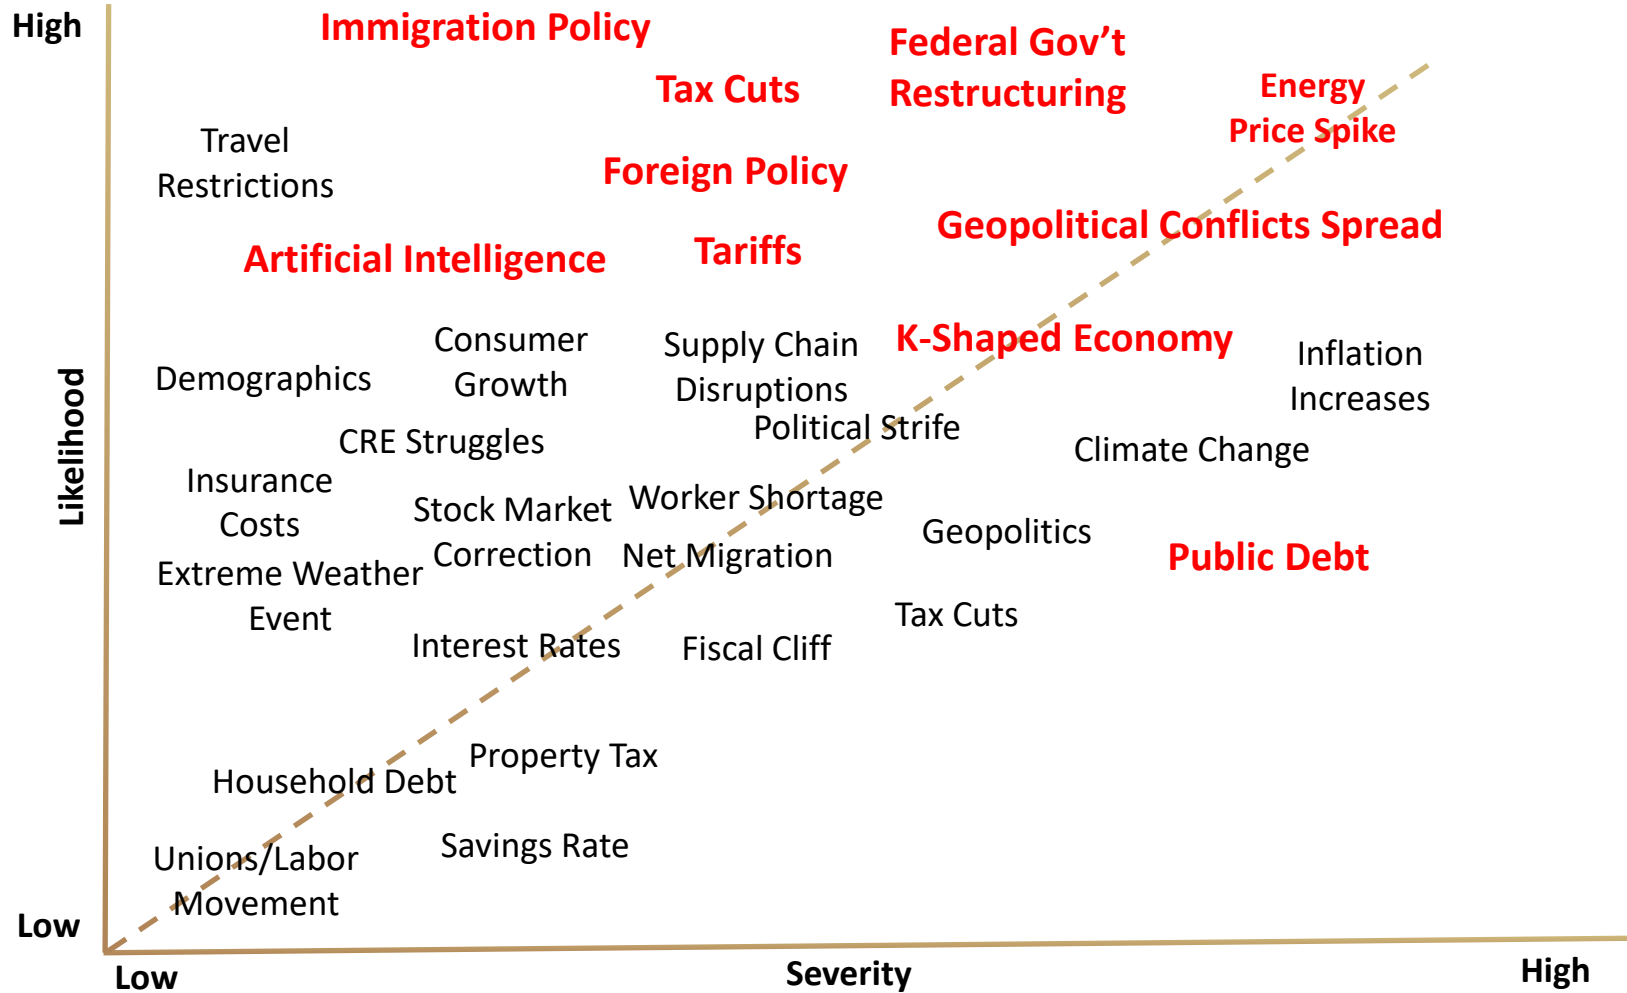 High
Immigration Policy
Federal Gov’t
Restructuring
Tax Cuts
Energy
Price Spike
Travel
Restrictions
Foreign Policy
Geopolitical Conflicts Spread
Artificial Intelligence
Tariffs
Consumer
Growth
Supply Chain
Disruptions
K-Shaped Economy
Inflation
Increases
Demographics
Likelihood
CRE Struggles
Political Strife
Climate Change
Insurance
Costs
Stock Market
Correction
Worker Shortage
Geopolitics
Net Migration
Public Debt
Extreme Weather
Event
Tax Cuts
Interest Rates
Fiscal Cliff
Property Tax
Household Debt
Savings Rate
Unions/Labor
Movement
Low
Low
Severity
High